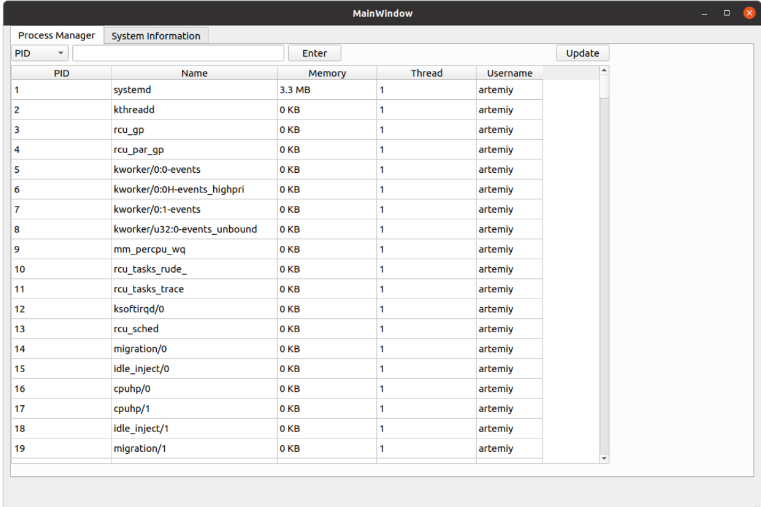 MainWindow
Process Manager System Information
PID Enter Update
PID Name Memory Thread Username
1 systemd 3.3 MB 1 artemiy
2 kthreadd 0 KB 1 artemiy
3 rcu_gp 0 KB 1 artemiy
4 rcu_par_gp 0 KB 1 artemiy
5 kworker/0:0-events 0 KB 1 artemiy
6 kworker/0:0H-events_highpri 0 KB 1 artemiy
7 kworker/0:1-events 0 KB 1 artemiy
8 kworker/u32:0-events_unbound 0 KB 1 artemiy
9 mm_percpu_wq 0 KB 1 artemiy
10 rcu_tasks_rude_ 0 KB 1 artemiy
11 rcu_tasks_trace 0 KB 1 artemiy
12 ksoftirqd/0 0 KB 1 artemiy
13 rcu_sched 0 KB 1 artemiy
14 migration/0 0 KB 1 artemiy
15 idle_inject/0 0 KB 1 artemiy
16 cpuhp/0 0 KB 1 artemiy
17 cpuhp/1 0 KB 1 artemiy
18 idle_inject/1 0 KB 1 artemiy
19 migration/1 0 KB 1 artemiy